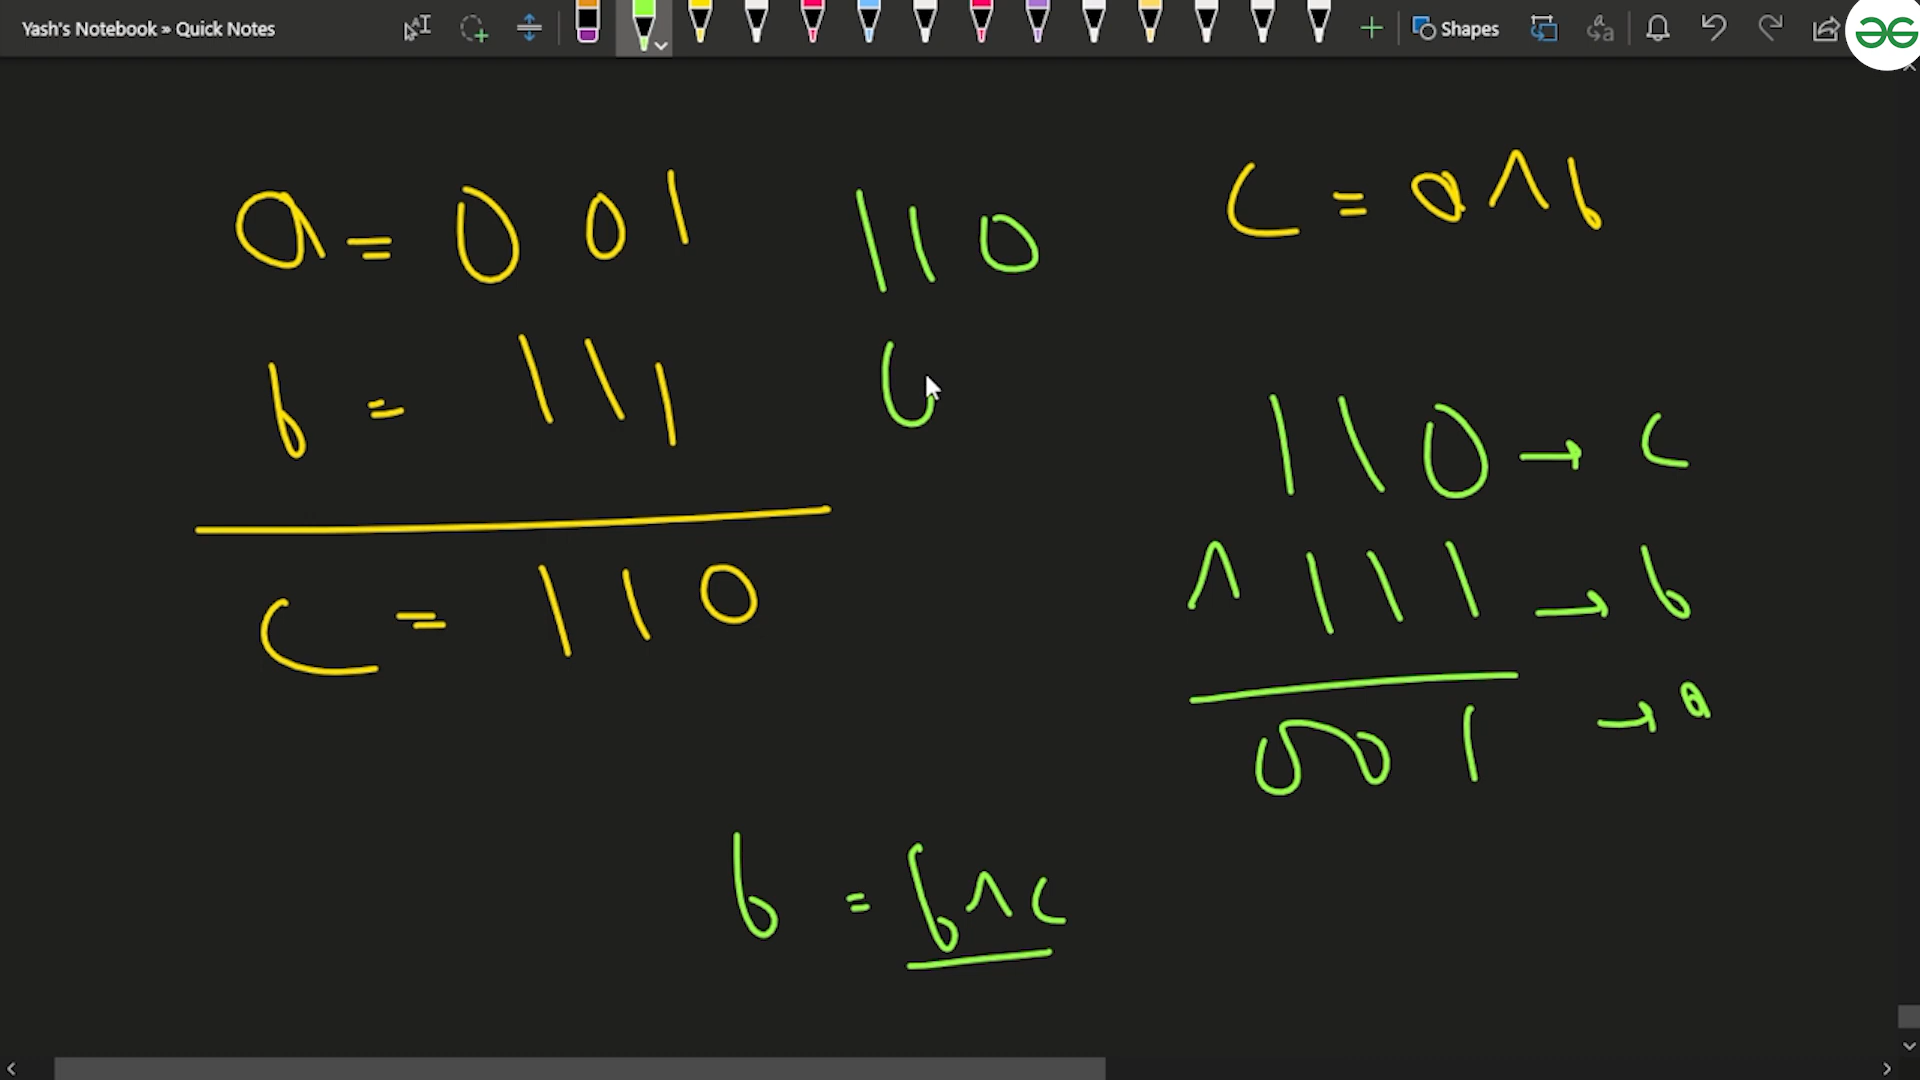 Yash's Notebook » Quick Notes
Shapes
a = 0 0 1 1 1 0
c = a ^ b
b = 1 1 1
c = 1 1 0
1 1 0 → c
^ 1 1 1 → b
0 0 1 → a
b = b ^ c